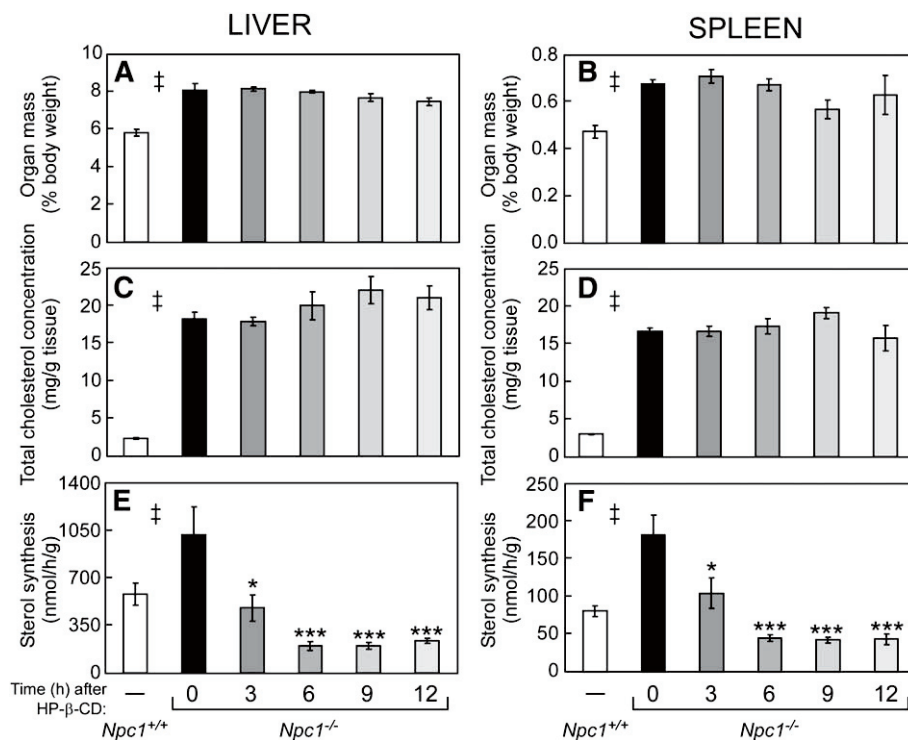 LIVER
SPLEEN
A ‡
Organ mass
(% body weight)
10
8
6
4
2
0
B ‡
Organ mass
(% body weight)
0.8
0.6
0.4
0.2
0.0
C ‡
Total cholesterol concentration
(mg/g tissue)
25
20
15
10
5
0
D ‡
Total cholesterol concentration
(mg/g tissue)
25
20
15
10
5
0
E ‡
Sterol synthesis
(nmol/h/g)
1400
1050
700
350
0
* *** *** ***
F ‡
Sterol synthesis
(nmol/h/g)
250
200
150
100
50
0
* *** *** ***
Time (h) after
HP-β-CD:
— 0 3 6 9 12
Npc1+/+ Npc1-/-
— 0 3 6 9 12
Npc1+/+ Npc1-/-